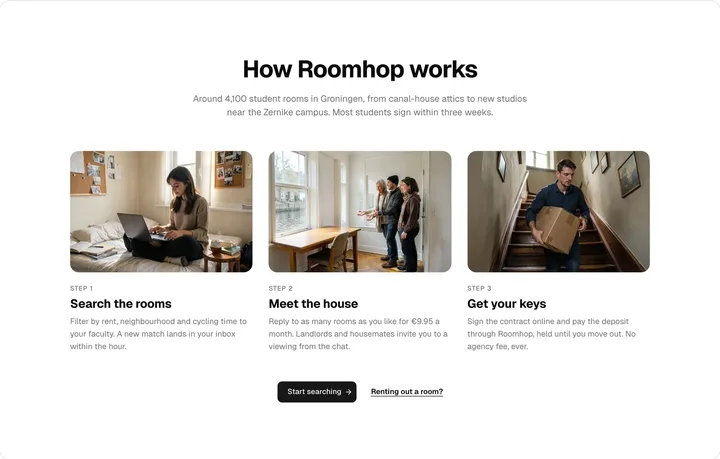 How Roomhop works
Around 4,100 student rooms in Groningen, from canal-house attics to new studios
near the Zernike campus. Most students sign within three weeks.
STEP 1
Search the rooms
Filter by rent, neighbourhood and cycling time to
your faculty. A new match lands in your inbox
within the hour.
STEP 2
Meet the house
Reply to as many rooms as you like for €9.95 a
month. Landlords and housemates invite you to a
viewing from the chat.
STEP 3
Get your keys
Sign the contract online and pay the deposit
through Roomhop, held until you move out. No
agency fee, ever.
Start searching →
Renting out a room?